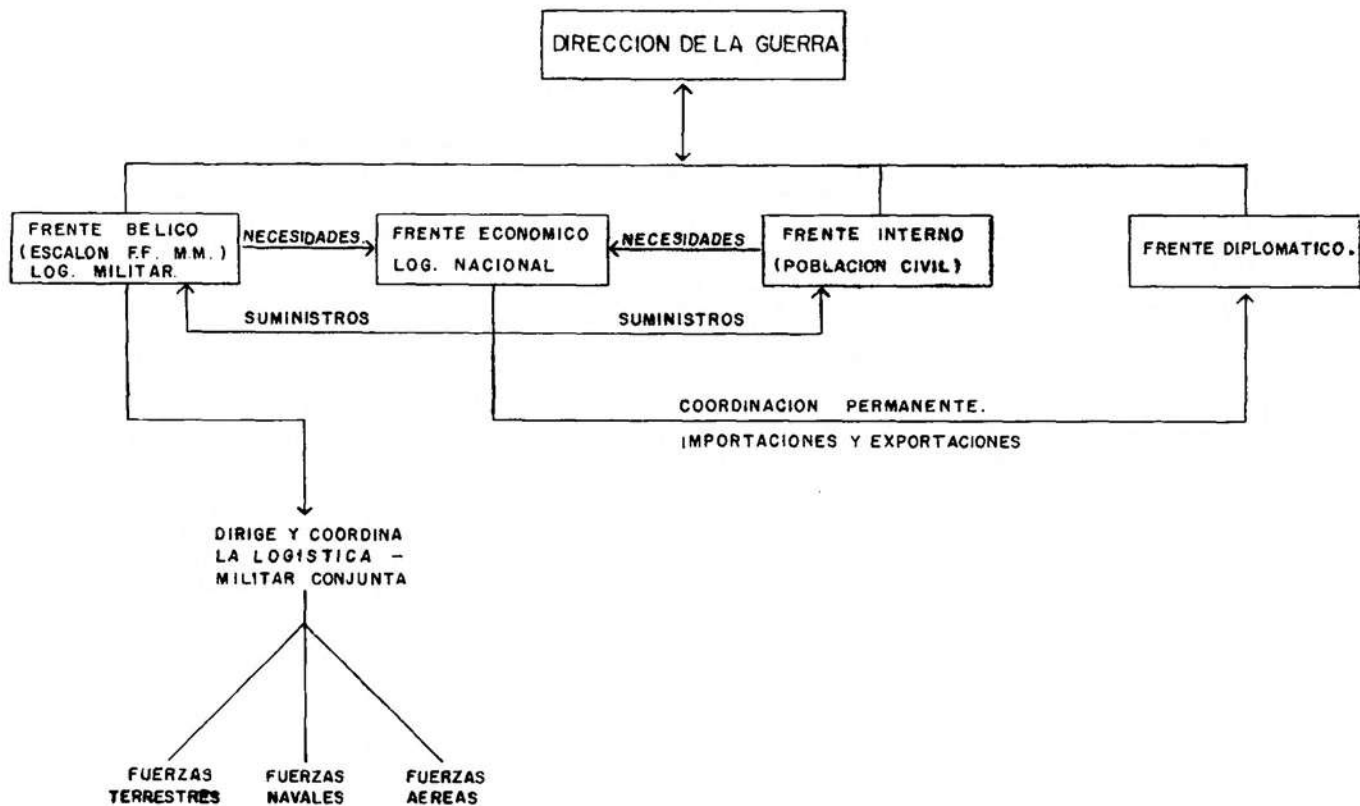 DIRECCION DE LA GUERRA
FRENTE BELICO
(ESCALON F.F. M.M.)
LOG. MILITAR.
NECESIDADES.
FRENTE ECONOMICO
LOG. NACIONAL
NECESIDADES
FRENTE INTERNO
(POBLACION CIVIL)
FRENTE DIPLOMATICO.
SUMINISTROS
SUMINISTROS
COORDINACION PERMANENTE.
IMPORTACIONES Y EXPORTACIONES
DIRIGE Y COORDINA
LA LOGISTICA –
MILITAR CONJUNTA
FUERZAS
TERRESTRES
FUERZAS
NAVALES
FUERZAS
AEREAS